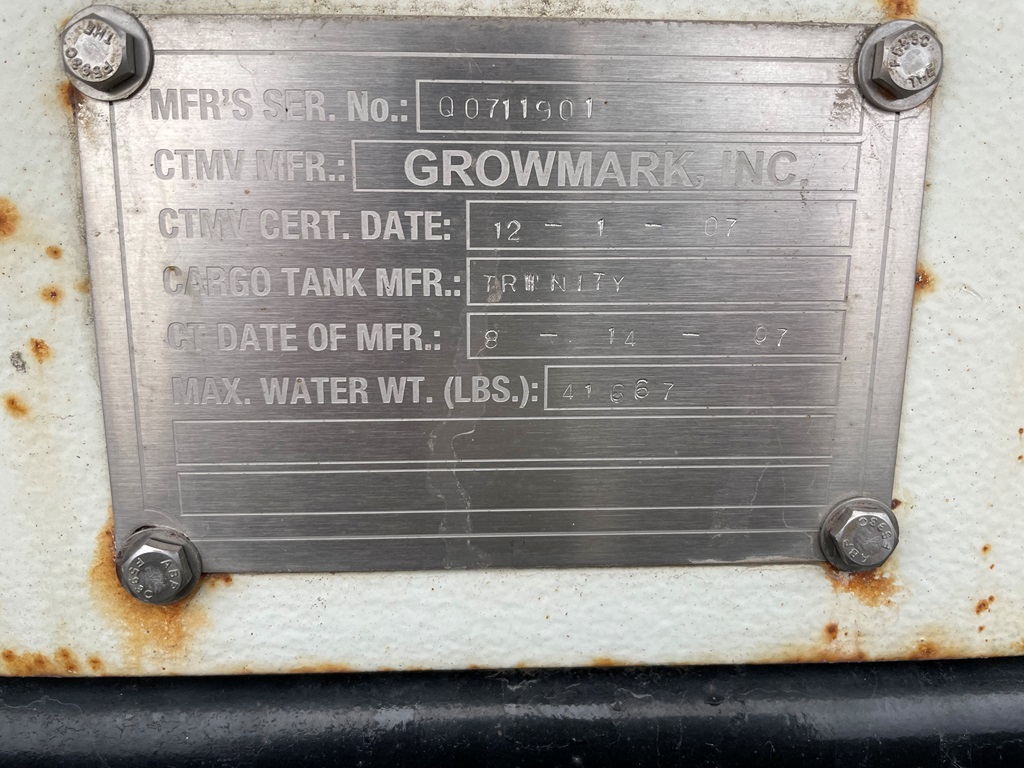 MFR'S SER. No.: Q0711901
CTMV MFR.: GROWMARK, INC.
CTMV CERT. DATE: 12 - 1 - 07
CARGO TANK MFR.: TRINITY
CT DATE OF MFR.: 8 - 14 - 07
MAX. WATER WT. (LBS.): 41667